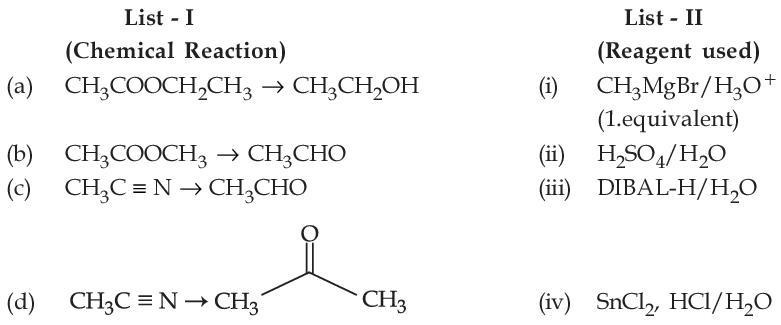 List - I List - II
(Chemical Reaction) (Reagent used)
(a) CH₃COOCH₂CH₃ → CH₃CH₂OH (i) CH₃MgBr/H₃O⁺
(1.equivalent)
(b) CH₃COOCH₃ → CH₃CHO (ii) H₂SO₄/H₂O
(c) CH₃C ≡ N → CH₃CHO (iii) DIBAL-H/H₂O
O
(d) CH₃C ≡ N → CH₃ CH₃ (iv) SnCl₂, HCl/H₂O